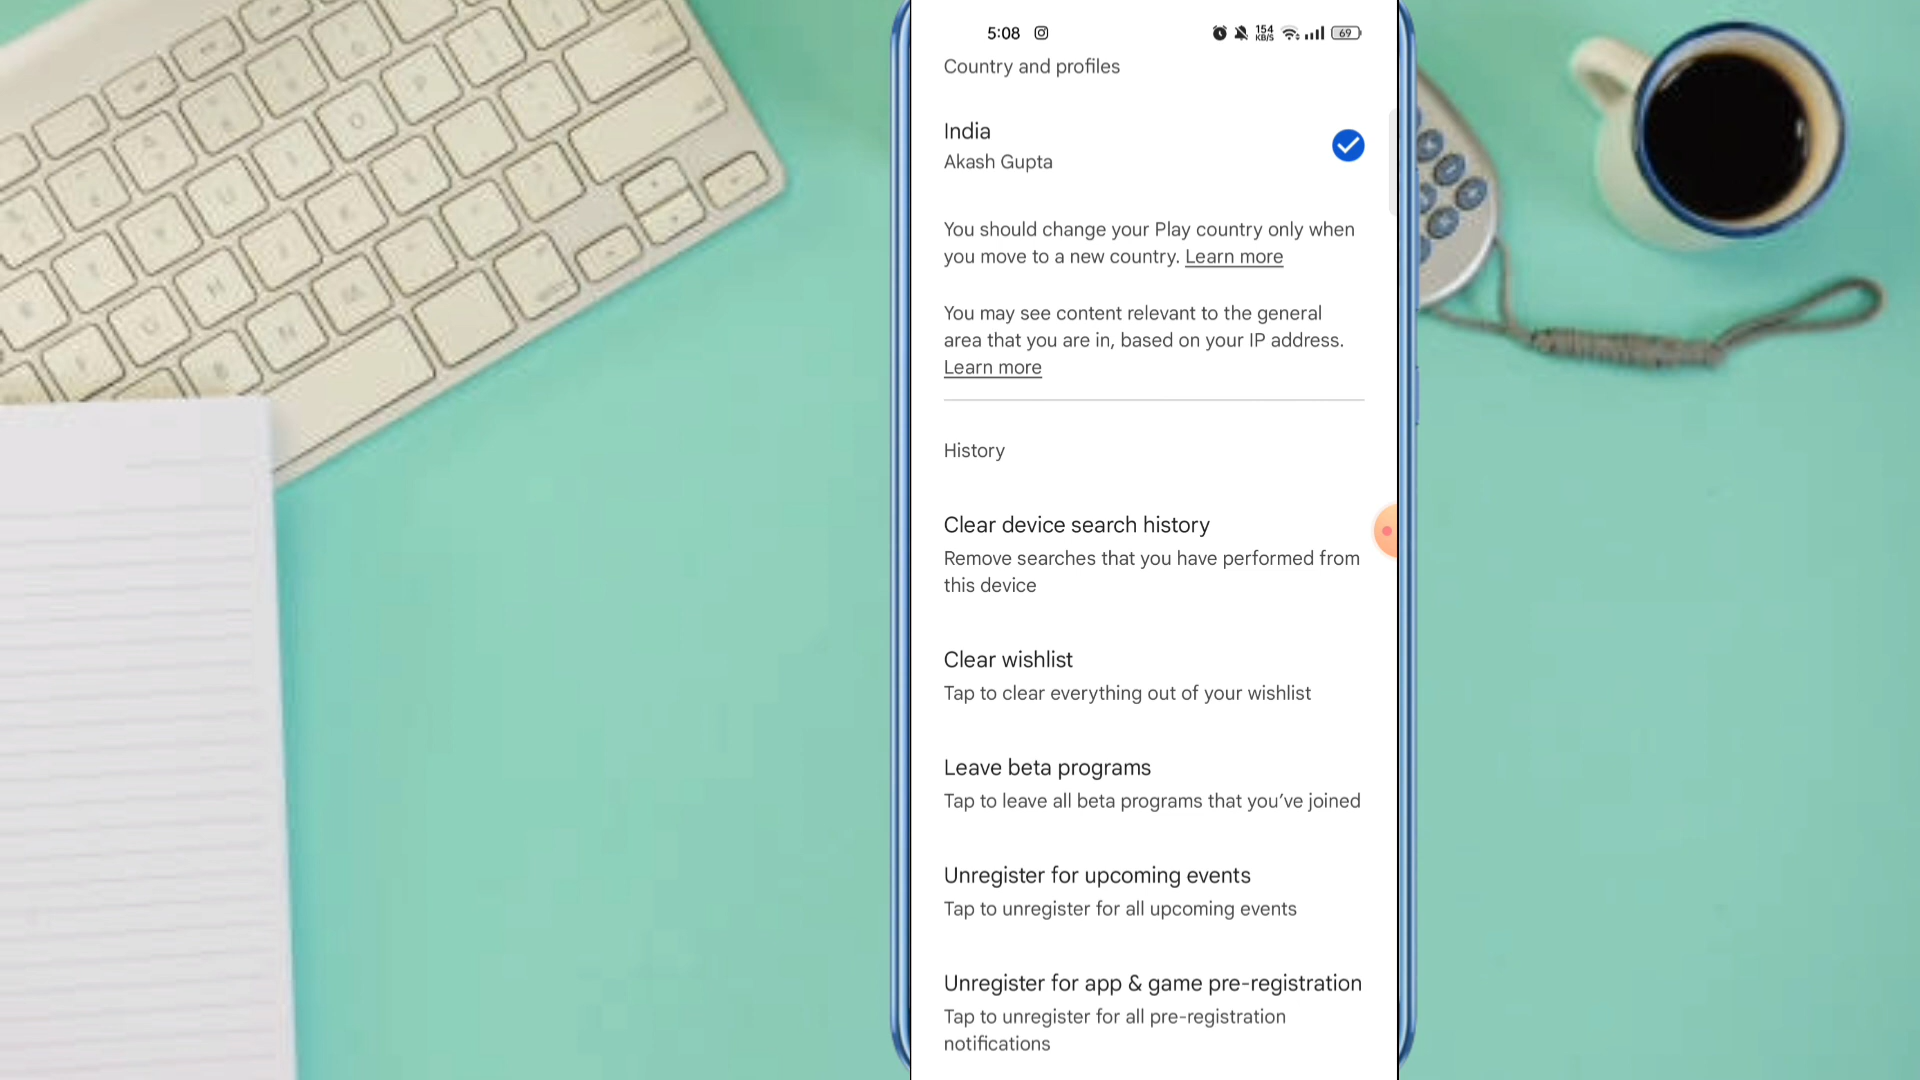 5:08
154
KB/S
69
Country and profiles
India
Akash Gupta
You should change your Play country only when
you move to a new country. Learn more
You may see content relevant to the general
area that you are in, based on your IP address.
Learn more
History
Clear device search history
Remove searches that you have performed from
this device
Clear wishlist
Tap to clear everything out of your wishlist
Leave beta programs
Tap to leave all beta programs that you’ve joined
Unregister for upcoming events
Tap to unregister for all upcoming events
Unregister for app & game pre-registration
Tap to unregister for all pre-registration
notifications